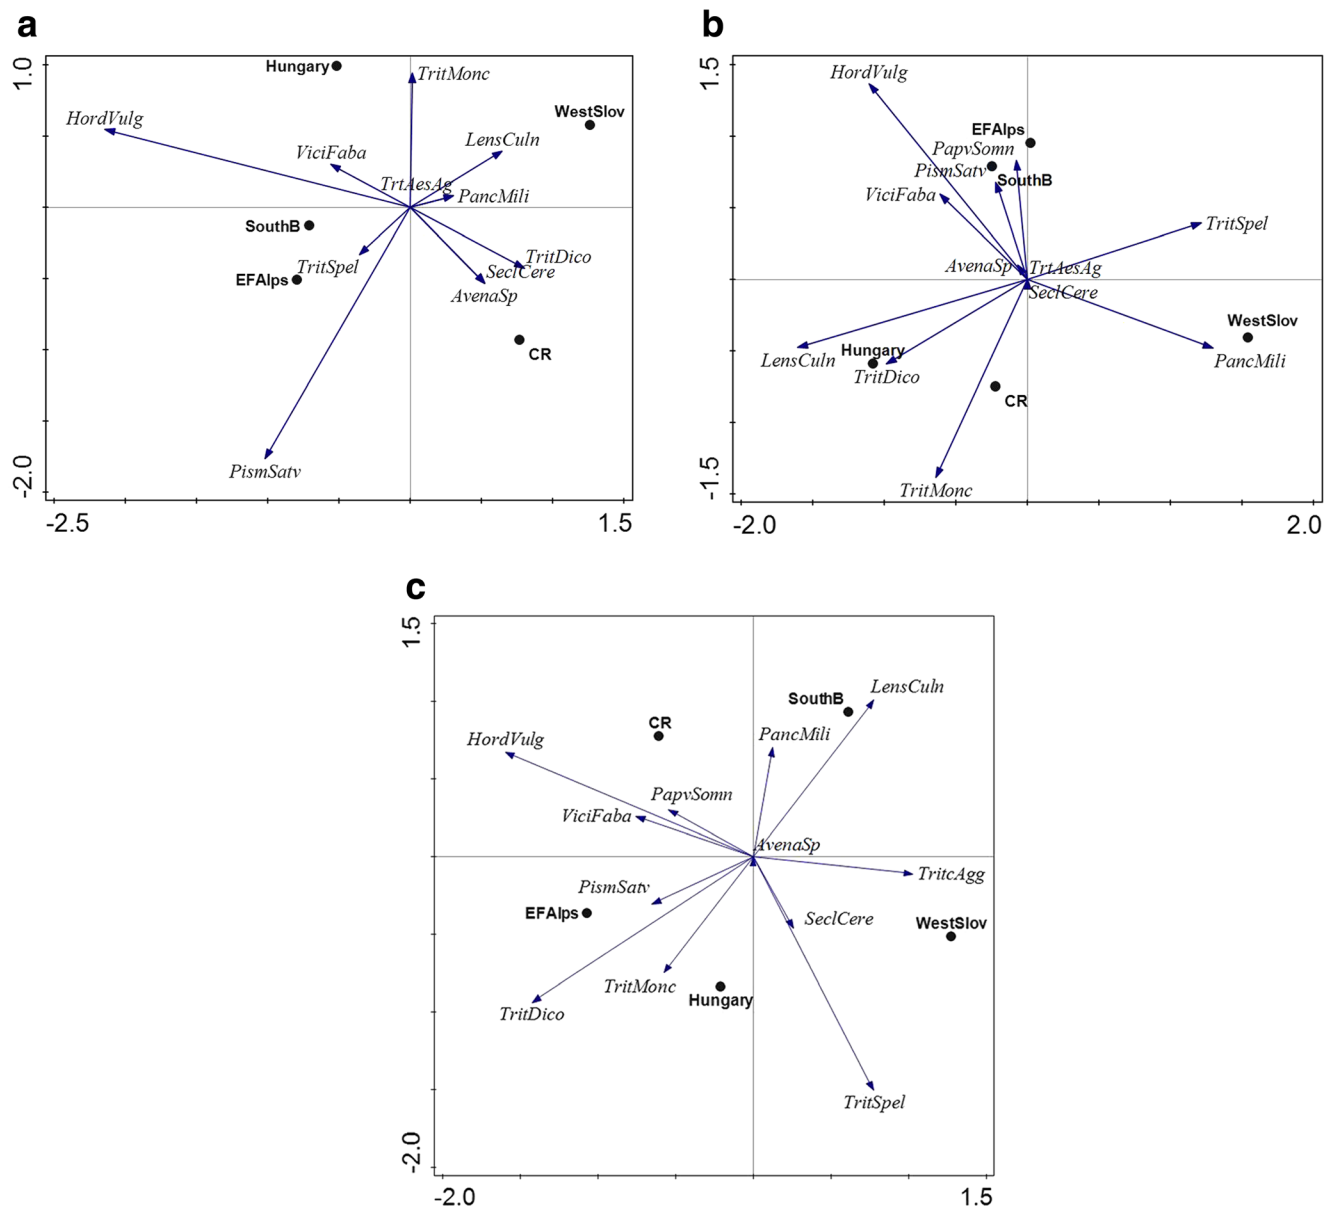 a
1.0
Hungary
TritMonc
WestSlov
HordVulg
LensCuln
ViciFaba
TrtAesAg
PancMili
SouthB
TritDico
TritSpel
SeclCere
EFAlps
AvenaSp
CR
PismSatv
-2.0
-2.5
1.5
b
1.5
HordVulg
EFAlps
PapvSomn
PismSatv
SouthB
ViciFaba
TritSpel
AvenaSp
TrtAesAg
SeclCere
WestSlov
Hungary
LensCuln
PancMili
TritDico
CR
TritMonc
-1.5
-2.0
2.0
c
1.5
LensCuln
SouthB
CR
PancMili
HordVulg
PapvSomn
ViciFaba
AvenaSp
TritcAgg
PismSatv
EFAlps
SeclCere
WestSlov
TritMonc
Hungary
TritDico
TritSpel
-2.0
-2.0
1.5